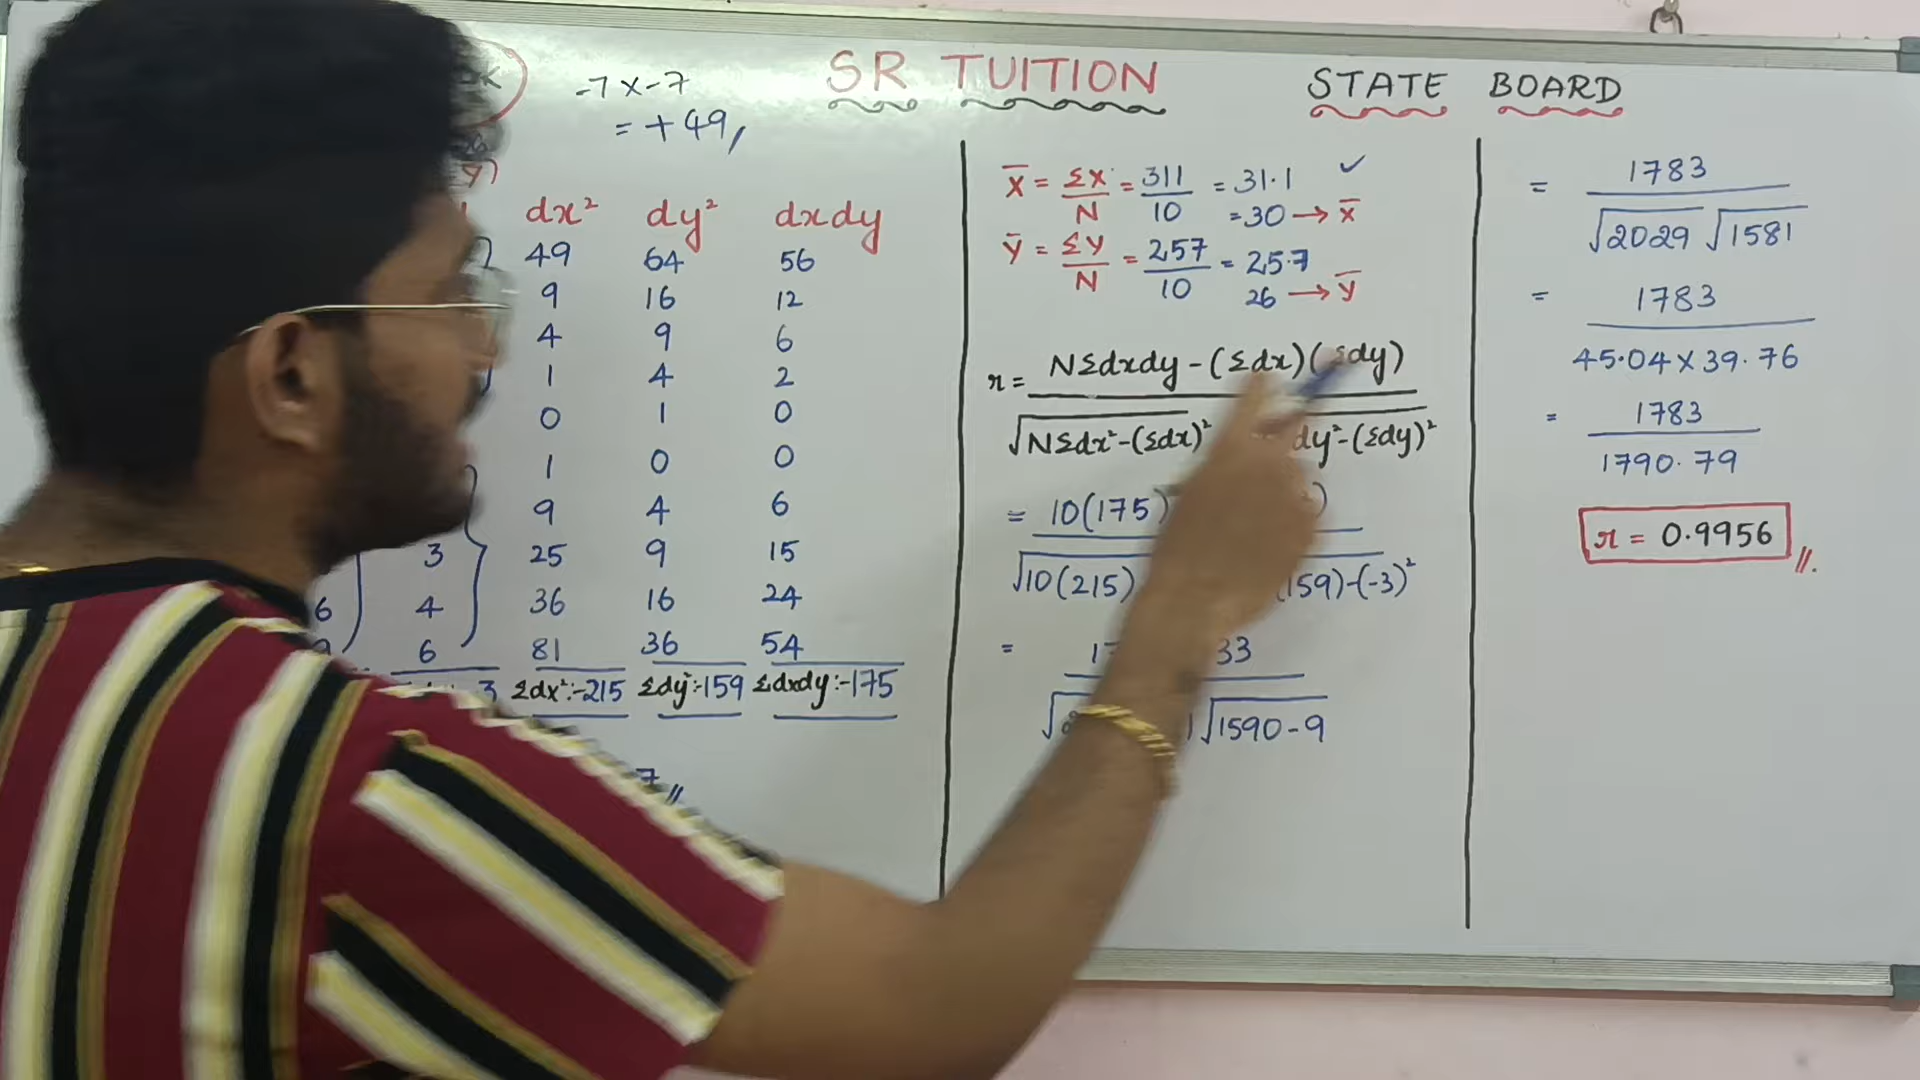 SR TUITION
STATE BOARD
-7 x -7
= +49,
dx² dy² dxdy
49 64 56
9 16 12
4 9 6
1 4 2
0 1 0
1 0 0
9 4 6
3 25 9 15
6 4 36 16 24
6 81 36 54
3 Σdx²:-215 Σdy²:-159 Σdxdy:-175
7 //
X̄ = ΣX/N = 311/10 = 31.1 ✓
=30 → X̄
Ȳ = ΣY/N = 257/10 = 25.7
26 → Ȳ
r = NΣdxdy-(Σdx)(Σdy)
√NΣdx²-(Σdx)² dy²-(Σdy)²
= 10(175) )
√10(215) (159)-(-3)²
= 33
√ √1590-9
= 1783
√2029 √1581
= 1783
45.04 x 39.76
= 1783
1790.79
r = 0.9956 //.